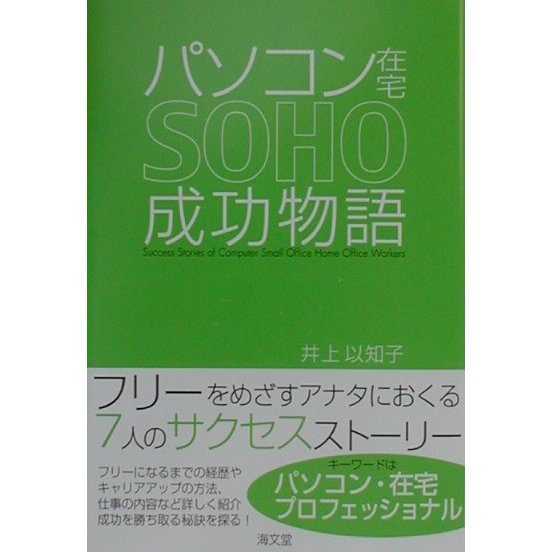 パソコン在宅
SOHO
成功物語
Success Stories of Computer Small Office Home Office Workers
井上以知子
フリーをめざすアナタにおくる
7人のサクセスストーリー
フリーになるまでの経歴や
キャリアアップの方法、
仕事の内容など詳しく紹介
成功を勝ち取る秘訣を探る!
キーワードは
パソコン・在宅
プロフェッショナル
海文堂